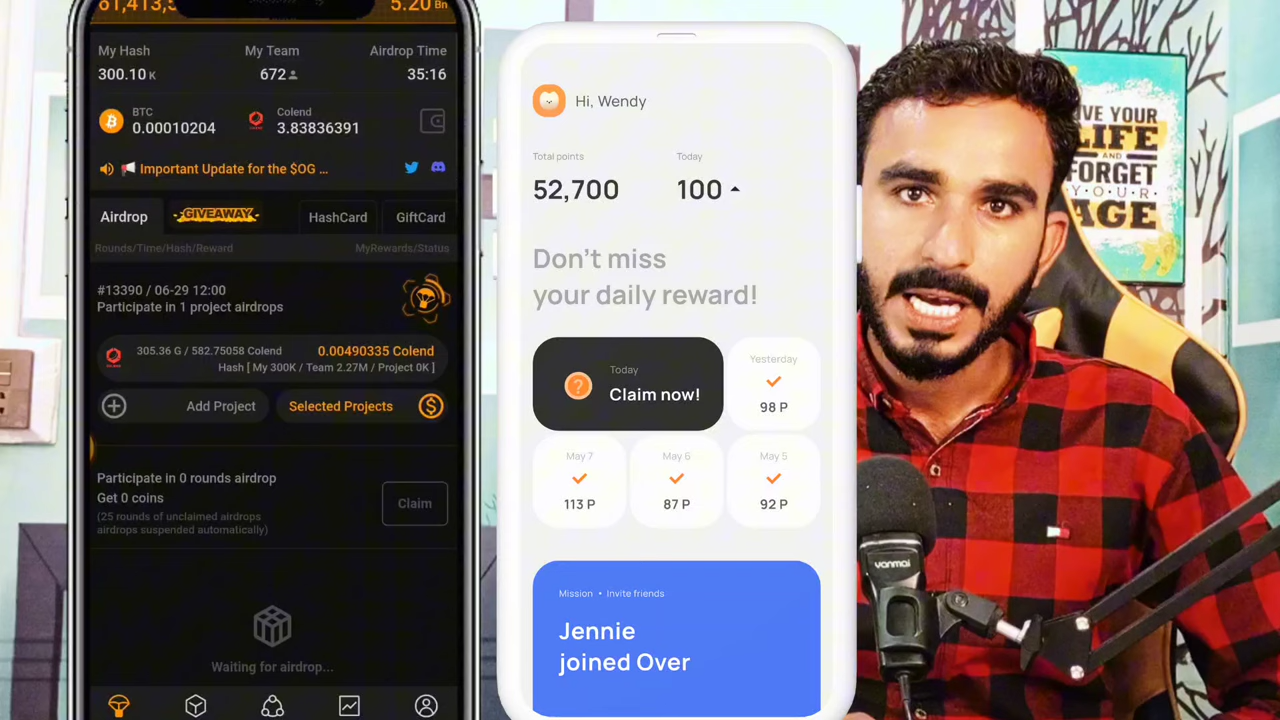 61,413,5
5.20 Bn
My Hash
My Team
Airdrop Time
300.10 K
672
35:16
BTC
0.00010204
Colend
3.83836391
Important Update for the $OG ...
Airdrop
GIVEAWAY
HashCard
GiftCard
Rounds/Time/Hash/Reward
MyRewards/Status
#13390 / 06-29 12:00
Participate in 1 project airdrops
305.36 G / 582.75058 Colend
0.00490335 Colend
Hash [ My 300K / Team 2.27M / Project 0K ]
Add Project
Selected Projects
Participate in 0 rounds airdrop
Get 0 coins
(25 rounds of unclaimed airdrops
airdrops suspended automatically)
Claim
Waiting for airdrop...
Hi, Wendy
Total points
Today
52,700
100
Don't miss
your daily reward!
Today
Claim now!
Yesterday
98 P
May 7
113 P
May 6
87 P
May 5
92 P
Mission • Invite friends
Jennie
joined Over
IVE YOUR
LIFE
AND
FORGET
YOUR
AGE
vanmai